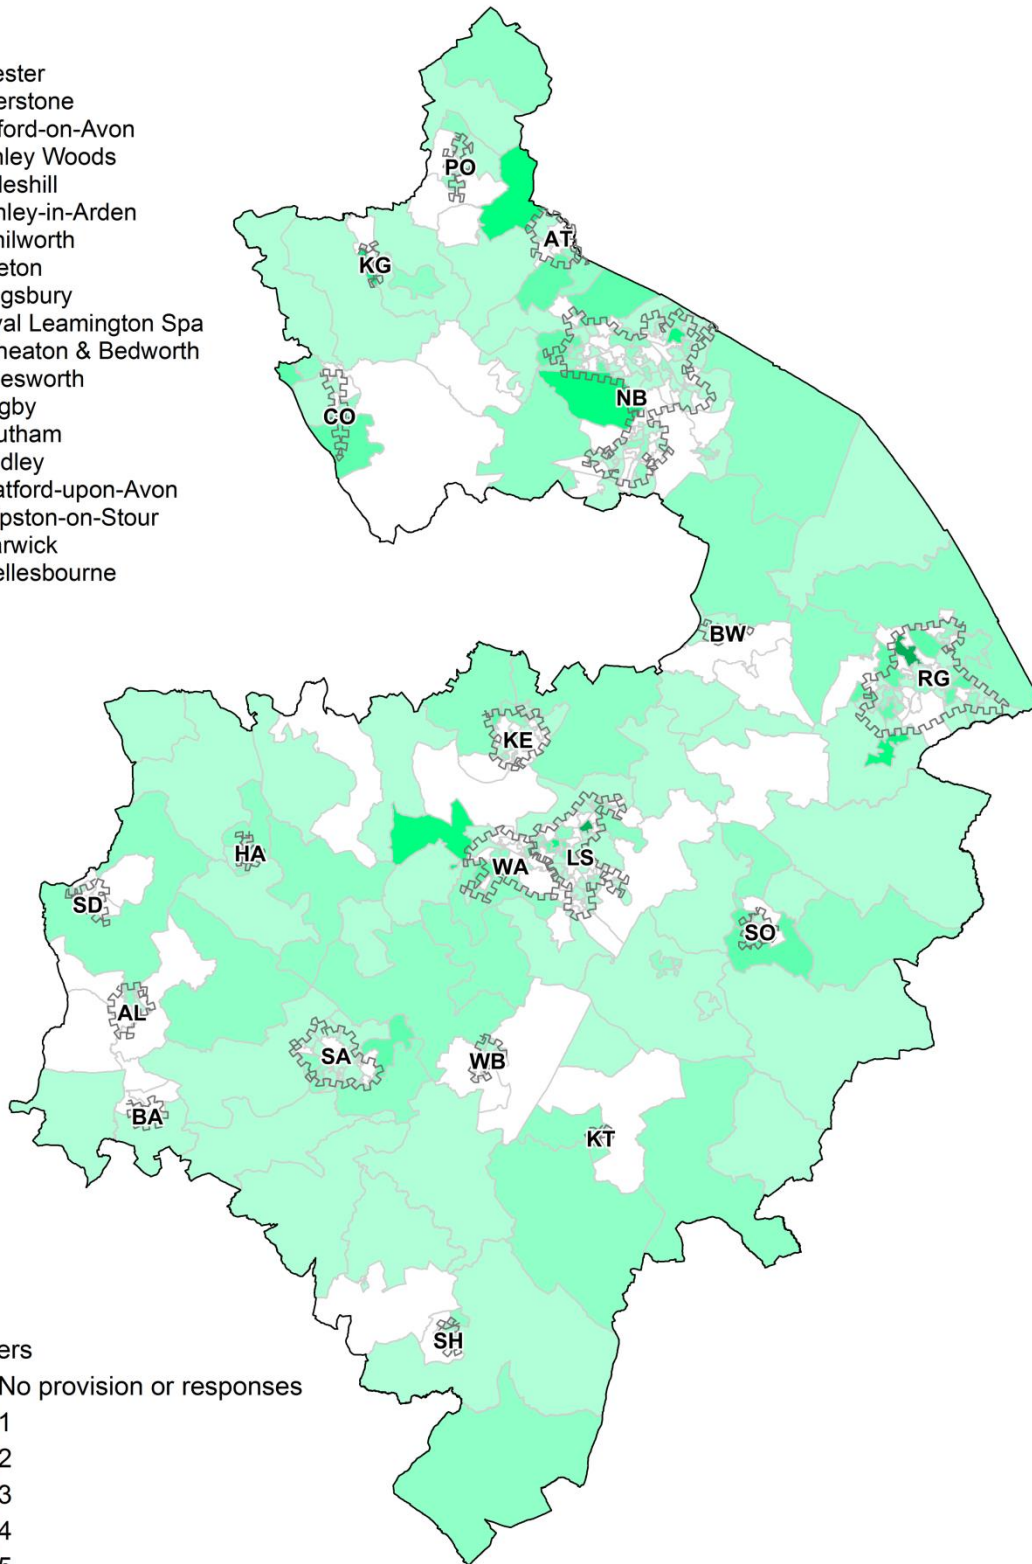 ester
erstone
ford-on-Avon
nley Woods
leshill
nley-in-Arden
nilworth
eton
gsbury
yal Leamington Spa
neaton & Bedworth
lesworth
gby
utham
dley
atford-upon-Avon
pston-on-Stour
arwick
ellesbourne
PO
AT
KG
NB
CO
BW
RG
KE
HA
WA
LS
SD
SO
AL
SA
WB
BA
KT
SH
ers
No provision or responses
1
2
3
4
5